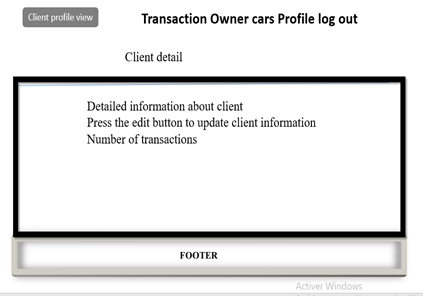 Client profile view
Transaction Owner cars Profile log out
Client detail
Detailed information about client
Press the edit button to update client information
Number of transactions
FOOTER
Activer Windows